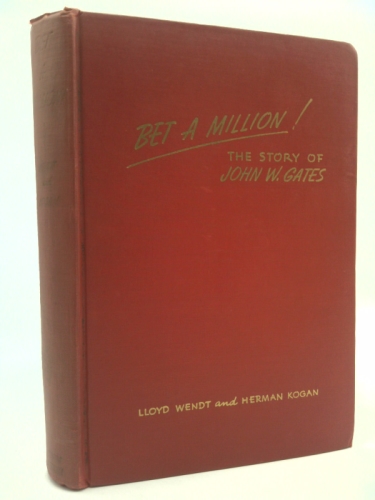 BET A MILLION!
THE STORY OF
JOHN W. GATES
LLOYD WENDT and HERMAN KOGAN